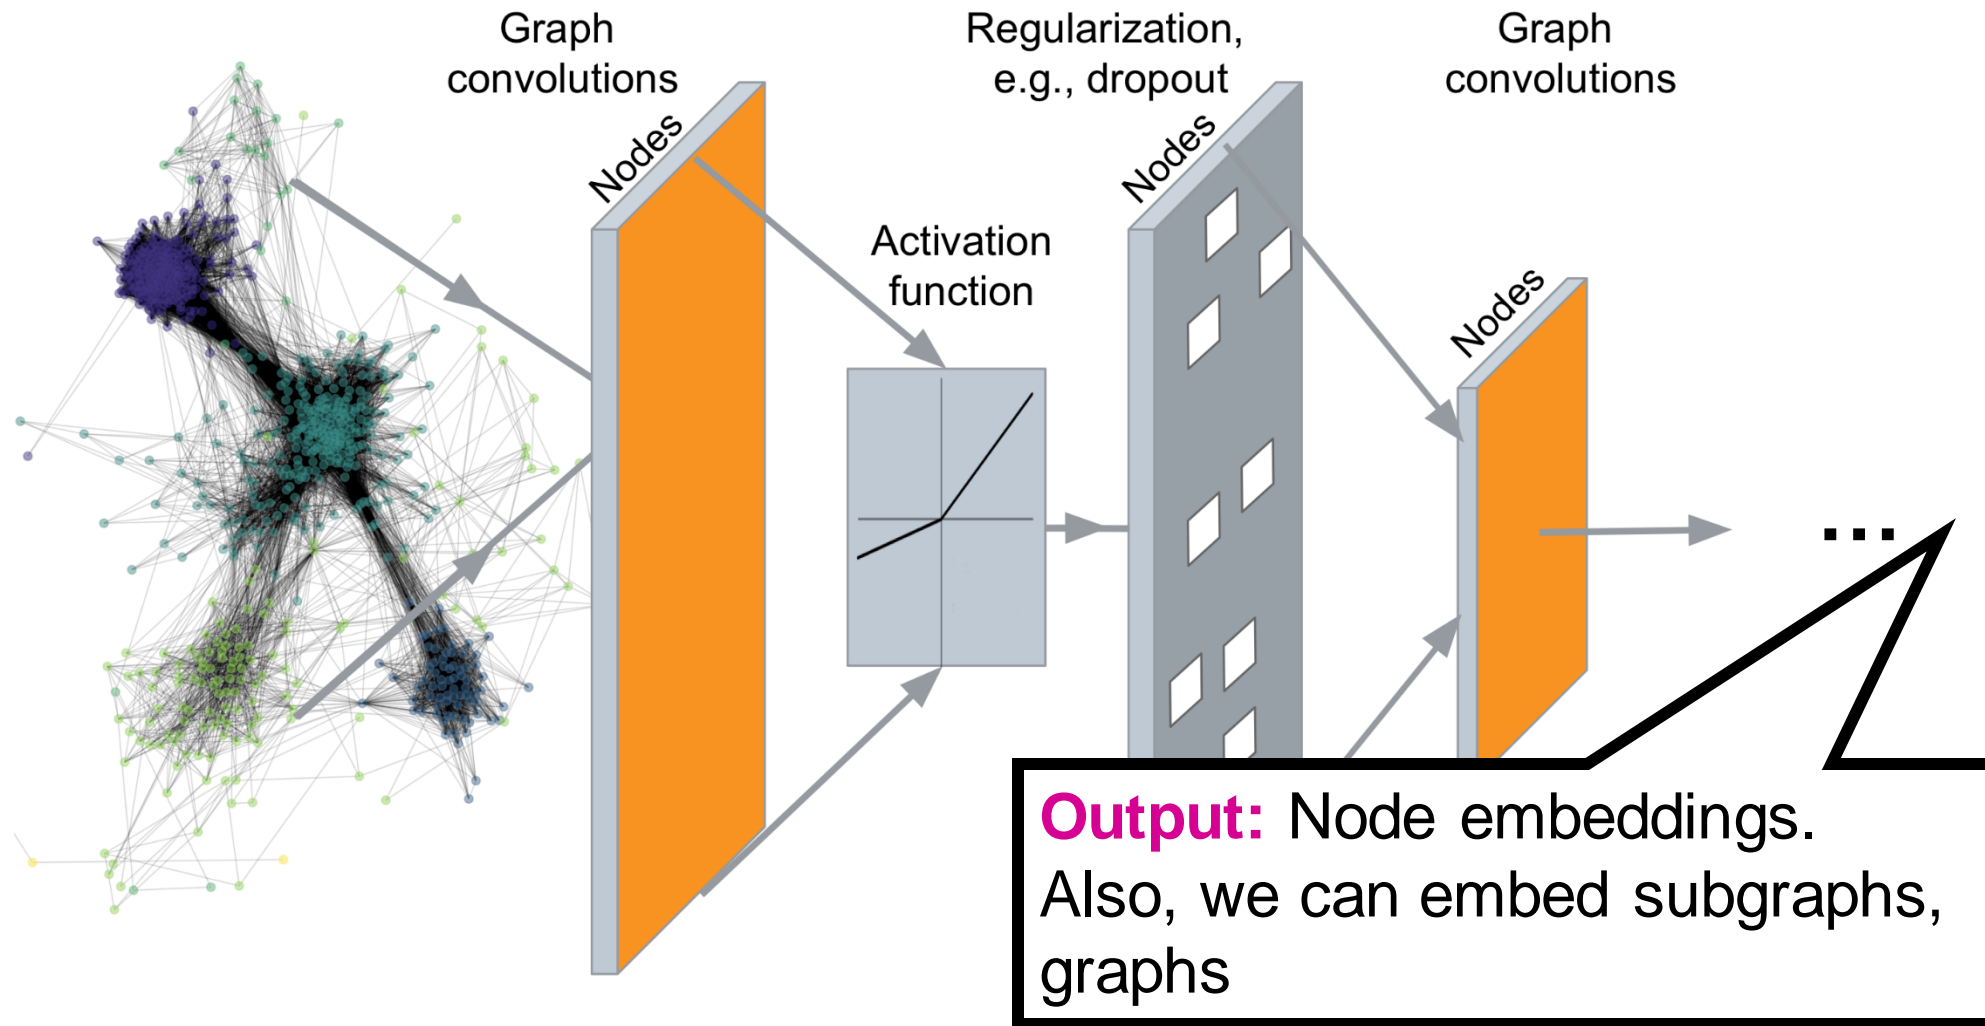 Graph
convolutions
Regularization,
e.g., dropout
Graph
convolutions
Nodes
Nodes
Activation
function
Nodes
...
Output: Node embeddings.
Also, we can embed subgraphs,
graphs